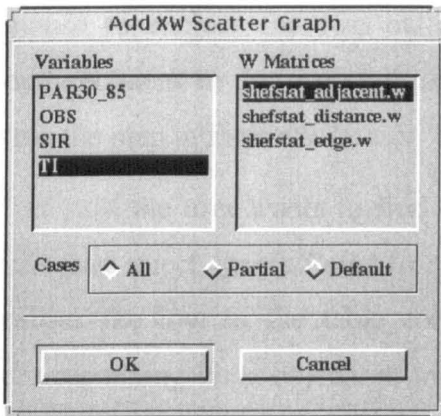 Add XW Scatter Graph
Variables W Matrices
PAR30_85 shefstat_adjacent.w
OBS shefstat_distance.w
SIR shefstat_edge.w
TI
Cases All Partial Default
OK Cancel